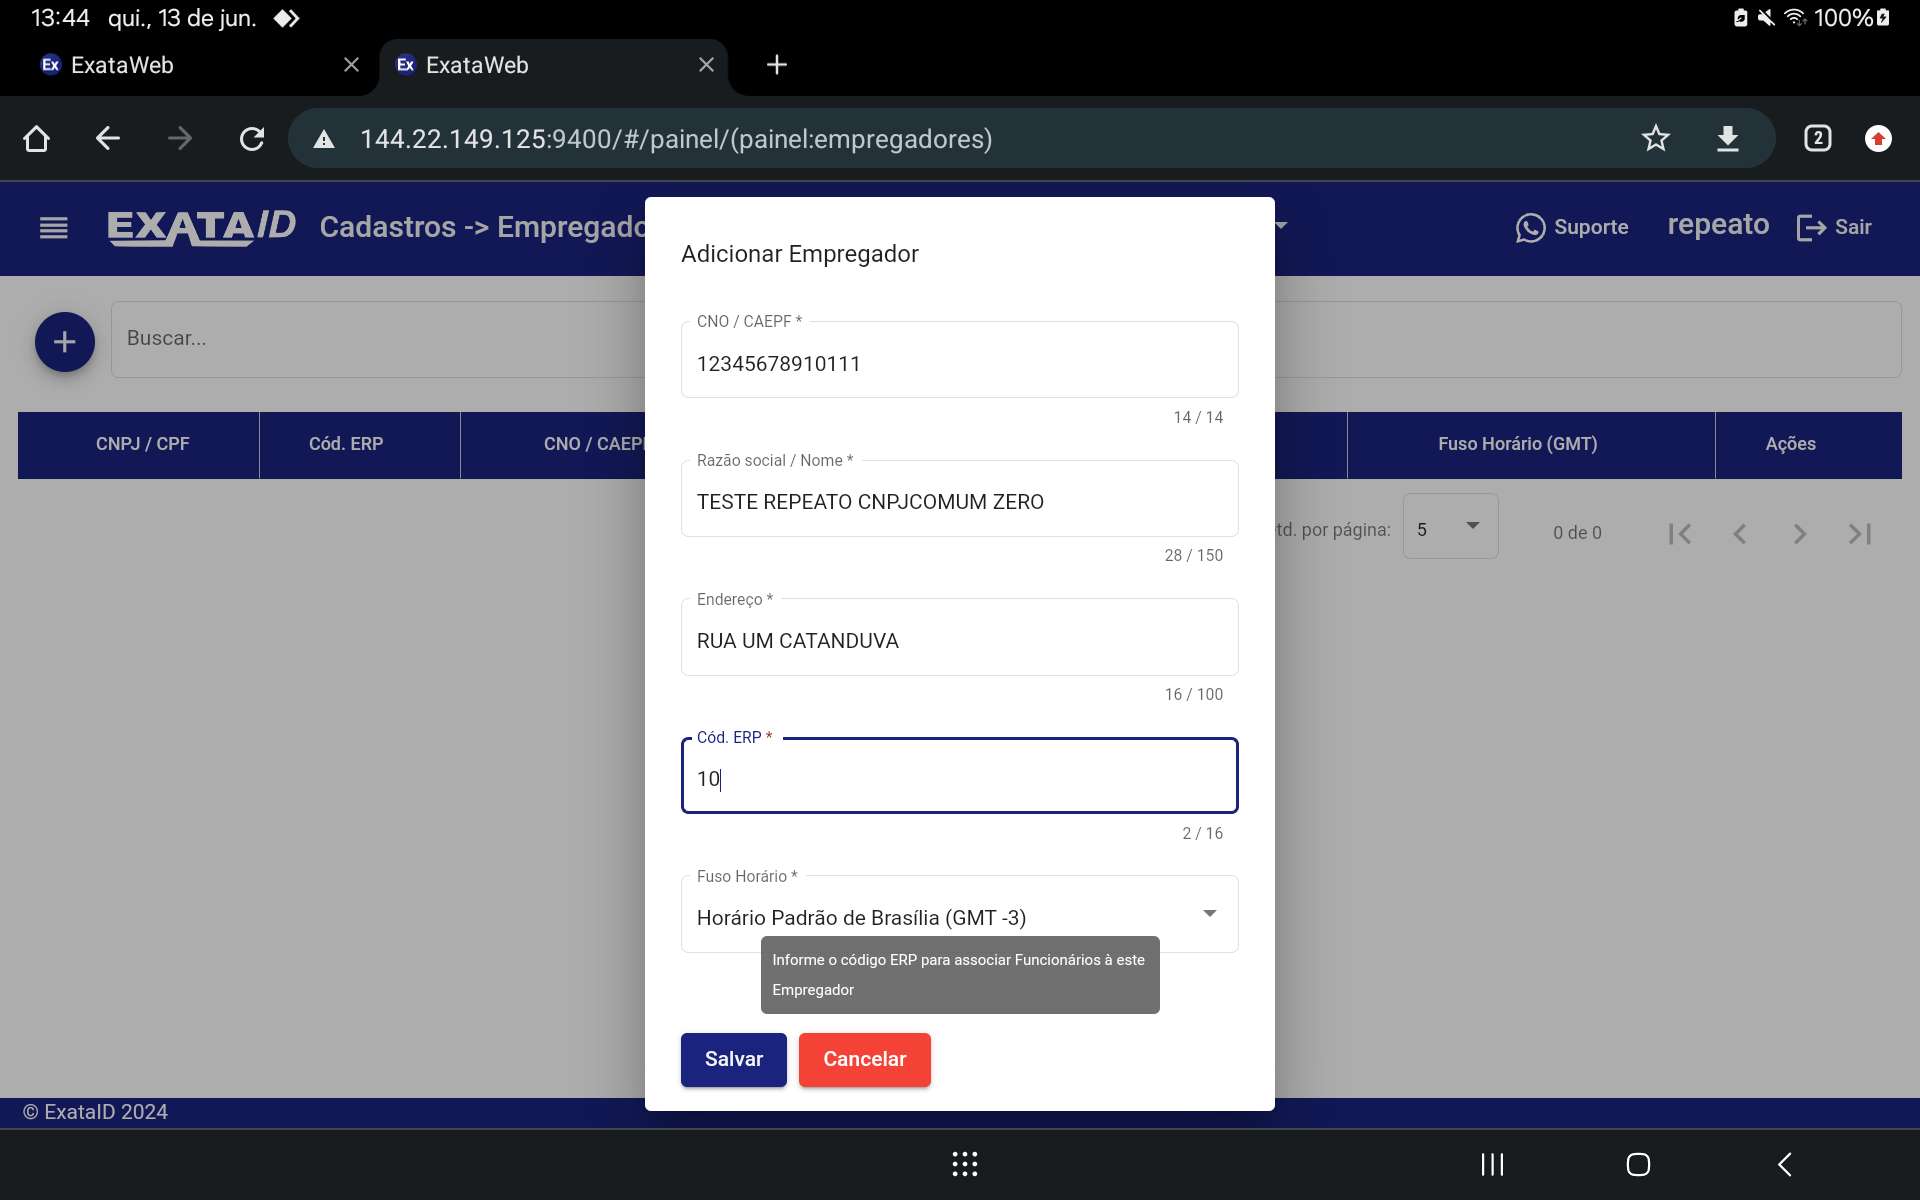 13:44 qui., 13 de jun.
100%
Ex ExataWeb
Ex ExataWeb
144.22.149.125:9400/#/painel/(painel:empregadores)
2
EXATAID Cadastros -> Empregado
Suporte
repeato
Sair
Buscar...
CNPJ / CPF
Cód. ERP
CNO / CAEP
Fuso Horário (GMT)
Ações
td. por página:
5
0 de 0
Adicionar Empregador
CNO / CAEPF *
12345678910111
14 / 14
Razão social / Nome *
TESTE REPEATO CNPJCOMUM ZERO
28 / 150
Endereço *
RUA UM CATANDUVA
16 / 100
Cód. ERP *
10
2 / 16
Fuso Horário *
Horário Padrão de Brasília (GMT -3)
Informe o código ERP para associar Funcionários à este
Empregador
Salvar
Cancelar
© ExataID 2024